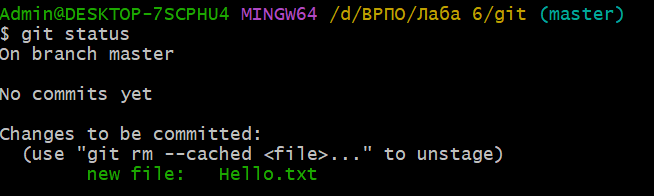 Admin@DESKTOP-7SCPHU4 MINGW64 /d/ВРПО/Лаба 6/git (master)
$ git status
On branch master
No commits yet
Changes to be committed:
(use "git rm --cached <file>..." to unstage)
new file: Hello.txt